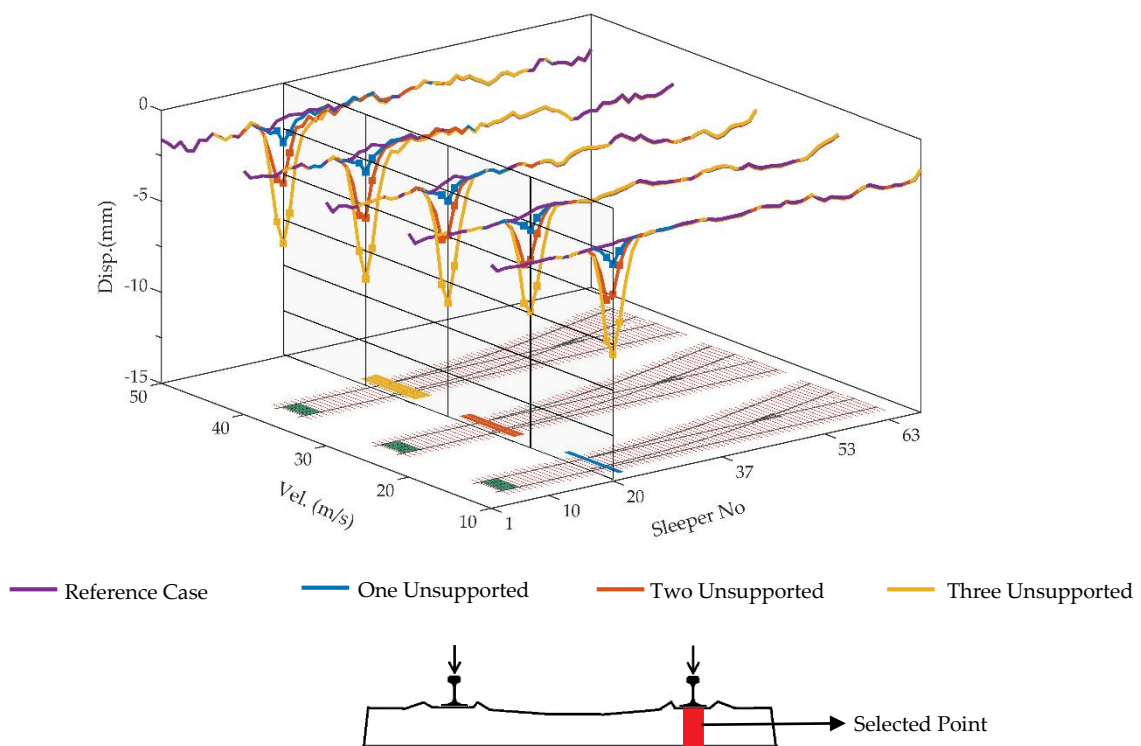 0
-5
-10
-15
Disp.(mm)
50
40
30
20
10
Vel. (m/s)
1
10
20
37
53
63
Sleeper No
Reference Case
One Unsupported
Two Unsupported
Three Unsupported
Selected Point